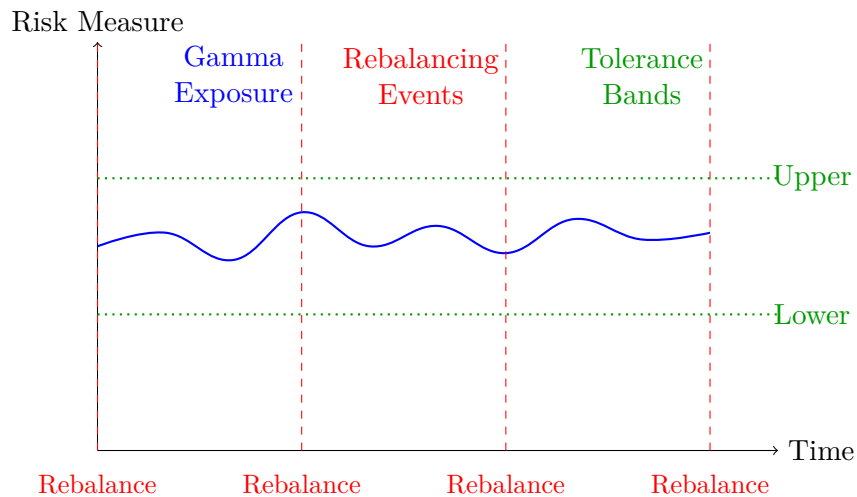 Risk Measure
Gamma
Exposure
Rebalancing
Events
Tolerance
Bands
Upper
Lower
Time
Rebalance
Rebalance
Rebalance
Rebalance